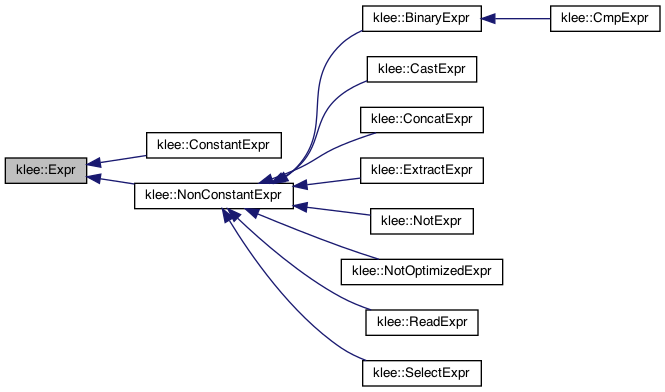 klee::BinaryExpr
klee::CmpExpr
klee::CastExpr
klee::ConcatExpr
klee::ConstantExpr
klee::Expr
klee::ExtractExpr
klee::NonConstantExpr
klee::NotExpr
klee::NotOptimizedExpr
klee::ReadExpr
klee::SelectExpr